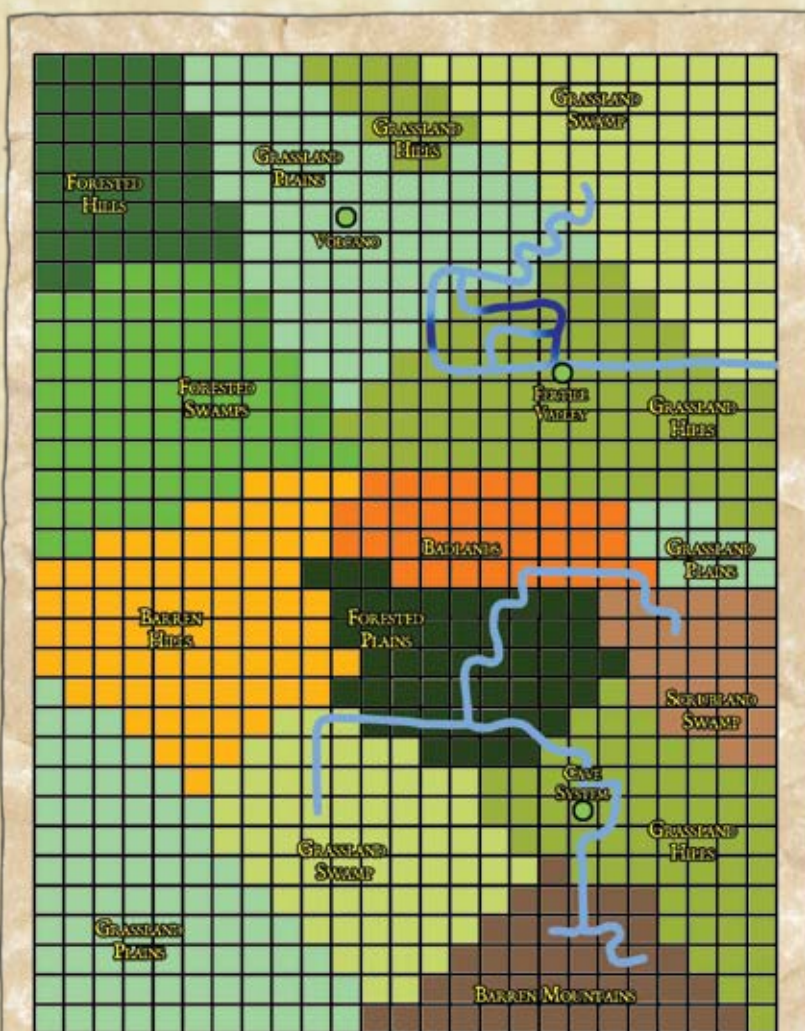 Grassland
Swamp
Grassland
Hills
Grassland
Plains
Forested
Hills
Volcano
Forested
Swamps
Fertile
Valley
Grassland
Hills
Badlands
Grassland
Plains
Barren
Hills
Forested
Plains
Scrubland
Swamp
Cave
System
Grassland
Hills
Grassland
Swamp
Grassland
Plains
Barren Mountains